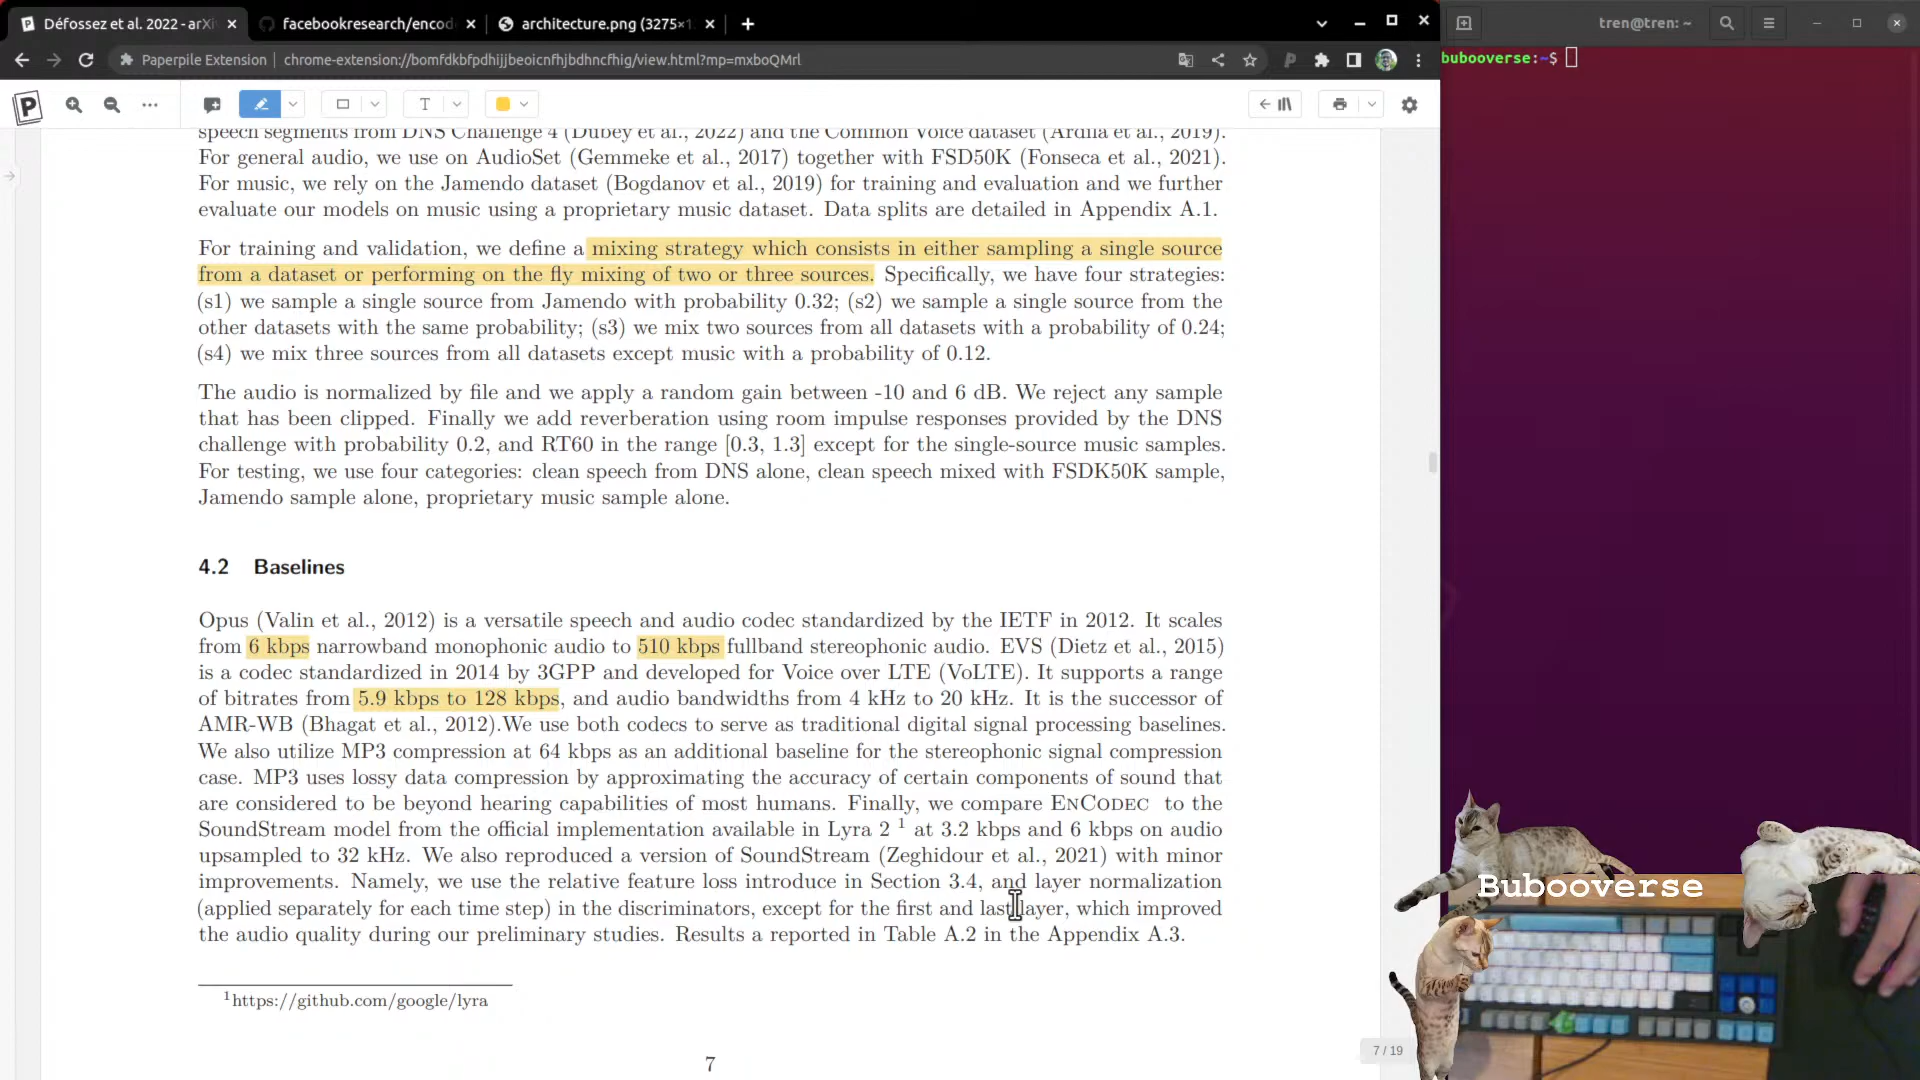 Défossez et al. 2022 - arXi
facebookresearch/encod
architecture.png (3275×1
tren@tren: ~
Paperpile Extension
chrome-extension://bomfdkbfpdhijjbeoicnfhjbdhncfhig/view.html?mp=mxboQMrl
bubooverse:~$
P
T
speech segments from DNS Challenge 4 (Dubey et al., 2022) and the Common Voice dataset (Ardila et al., 2019).
For general audio, we use on AudioSet (Gemmeke et al., 2017) together with FSD50K (Fonseca et al., 2021).
For music, we rely on the Jamendo dataset (Bogdanov et al., 2019) for training and evaluation and we further
evaluate our models on music using a proprietary music dataset. Data splits are detailed in Appendix A.1.
For training and validation, we define a mixing strategy which consists in either sampling a single source
from a dataset or performing on the fly mixing of two or three sources. Specifically, we have four strategies:
(s1) we sample a single source from Jamendo with probability 0.32; (s2) we sample a single source from the
other datasets with the same probability; (s3) we mix two sources from all datasets with a probability of 0.24;
(s4) we mix three sources from all datasets except music with a probability of 0.12.
The audio is normalized by file and we apply a random gain between -10 and 6 dB. We reject any sample
that has been clipped. Finally we add reverberation using room impulse responses provided by the DNS
challenge with probability 0.2, and RT60 in the range [0.3, 1.3] except for the single-source music samples.
For testing, we use four categories: clean speech from DNS alone, clean speech mixed with FSDK50K sample,
Jamendo sample alone, proprietary music sample alone.
4.2 Baselines
Opus (Valin et al., 2012) is a versatile speech and audio codec standardized by the IETF in 2012. It scales
from 6 kbps narrowband monophonic audio to 510 kbps fullband stereophonic audio. EVS (Dietz et al., 2015)
is a codec standardized in 2014 by 3GPP and developed for Voice over LTE (VoLTE). It supports a range
of bitrates from 5.9 kbps to 128 kbps, and audio bandwidths from 4 kHz to 20 kHz. It is the successor of
AMR-WB (Bhagat et al., 2012).We use both codecs to serve as traditional digital signal processing baselines.
We also utilize MP3 compression at 64 kbps as an additional baseline for the stereophonic signal compression
case. MP3 uses lossy data compression by approximating the accuracy of certain components of sound that
are considered to be beyond hearing capabilities of most humans. Finally, we compare EnCodec to the
SoundStream model from the official implementation available in Lyra 2 1 at 3.2 kbps and 6 kbps on audio
upsampled to 32 kHz. We also reproduced a version of SoundStream (Zeghidour et al., 2021) with minor
improvements. Namely, we use the relative feature loss introduce in Section 3.4, and layer normalization
(applied separately for each time step) in the discriminators, except for the first and last layer, which improved
the audio quality during our preliminary studies. Results a reported in Table A.2 in the Appendix A.3.
1https://github.com/google/lyra
7
7 / 19
Bubooverse